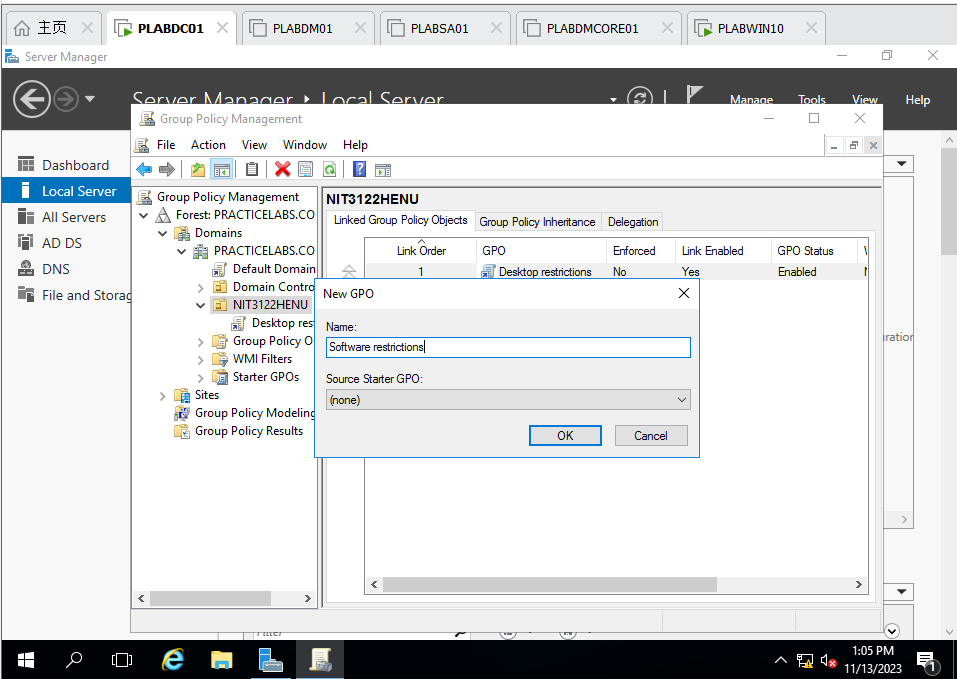 主页
PLABDC01
PLABDM01
PLABSA01
PLABDMCORE01
PLABWIN10
Server Manager
Server Manager
Local Server
Manage
Tools
View
Help
Group Policy Management
File
Action
View
Window
Help
Dashboard
Local Server
All Servers
AD DS
DNS
File and Storag
Group Policy Management
Forest: PRACTICELABS.CO
Domains
PRACTICELABS.CO
Default Domain
Domain Contro
NIT3122HENU
Desktop res
Group Policy O
WMI Filters
Starter GPOs
Sites
Group Policy Modeling
Group Policy Results
NIT3122HENU
Linked Group Policy Objects
Group Policy Inheritance
Delegation
Link Order
GPO
Enforced
Link Enabled
GPO Status
1
Desktop restrictions
No
Yes
Enabled
New GPO
Name:
Software restrictions
Source Starter GPO:
(none)
OK
Cancel
uration
Filter
1:05 PM
11/13/2023
1